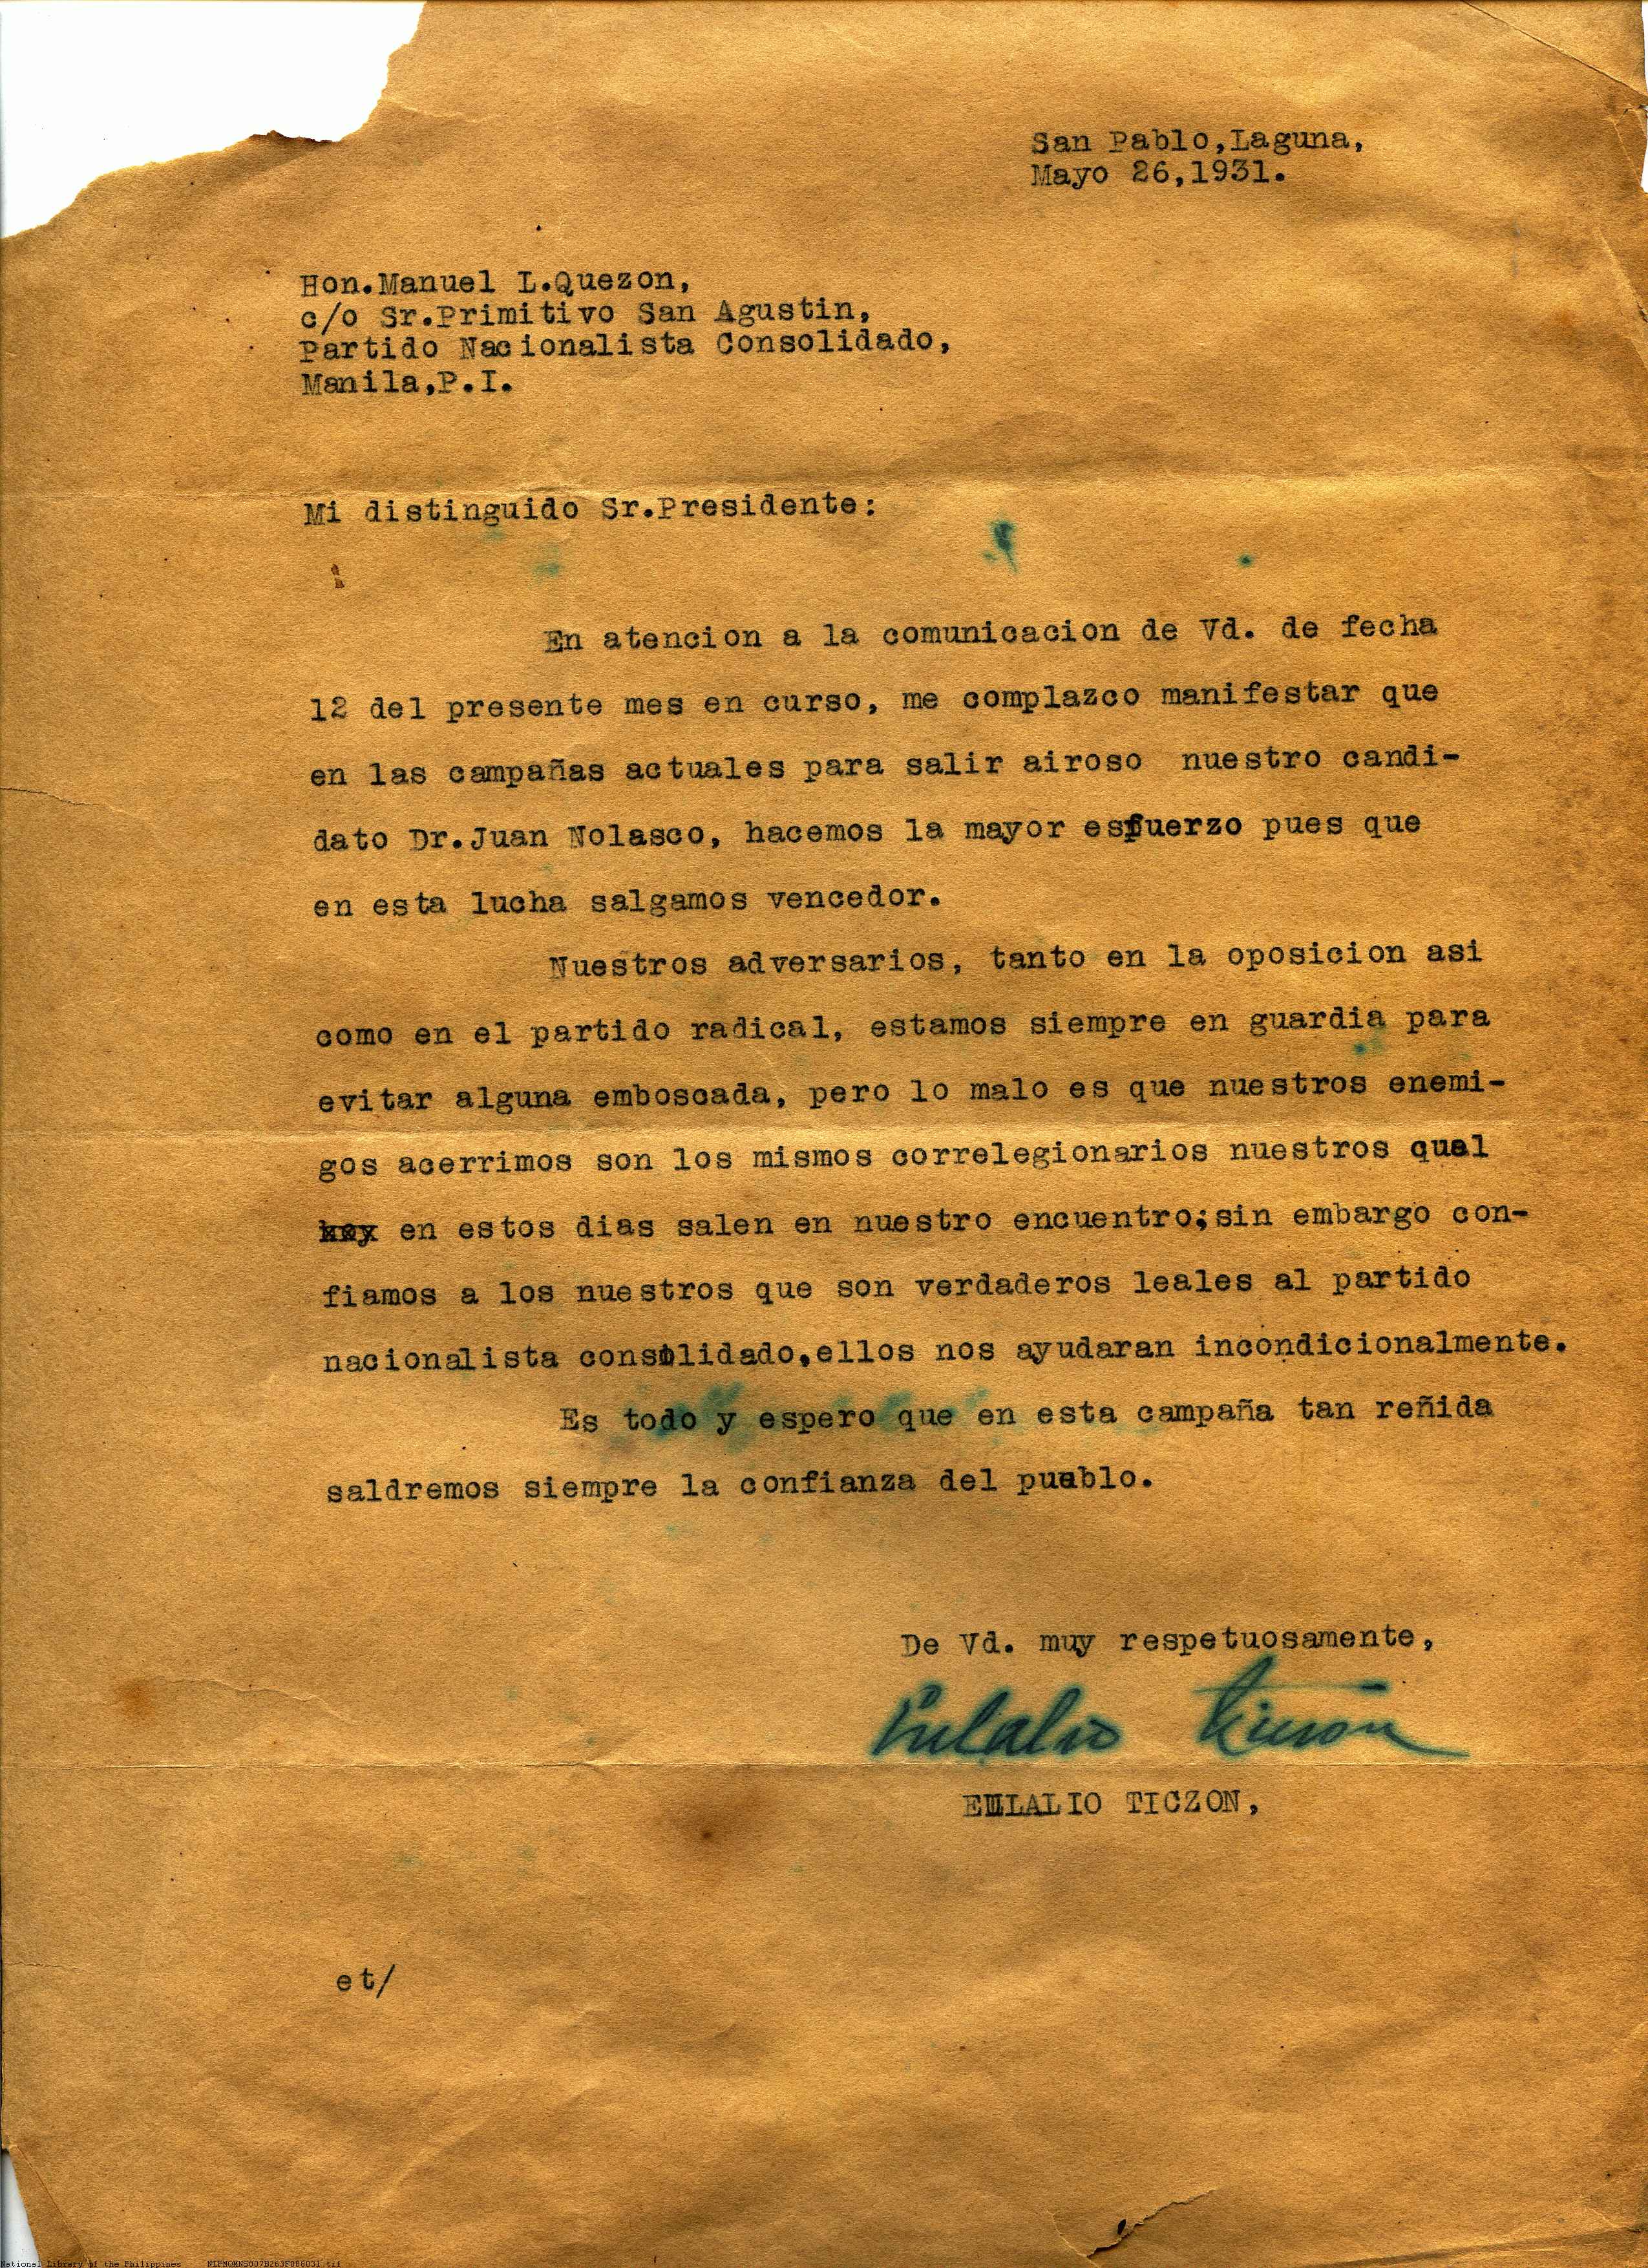 San Pablo,Laguna,
Mayo 26,1931.
Hon.Manuel L.Quezon,
c/o Sr.Primitivo San Agustin,
Partido Nacionalista Consolidado,
Manila,P.I.
Mi distinguido Sr.Presidente:
En atencion a la comunicacion de Vd. de fecha
12 del presente mes en curso, me complazco manifestar que
en las campañas actuales para salir airoso nuestro candi-
dato Dr.Juan Nolasco, hacemos la mayor esfuerzo pues que
en esta lucha salgamos vencedor.
Nuestros adversarios, tanto en la oposicion asi
como en el partido radical, estamos siempre en guardia para
evitar alguna emboscada, pero lo malo es que nuestros enemi-
gos acerrimos son los mismos correlegionarios nuestros qual
en estos dias salen en nuestro encuentro;sin embargo con-
fiamos a los nuestros que son verdaderos leales al partido
nacionalista consolidado,ellos nos ayudaran incondicionalmente.
Es todo y espero que en esta campaña tan reñida
saldremos siempre la confianza del pueblo.
De Vd. muy respetuosamente,
Eulalio Ticzon
EULALIO TICZON,
et/
National Library of the Philippines